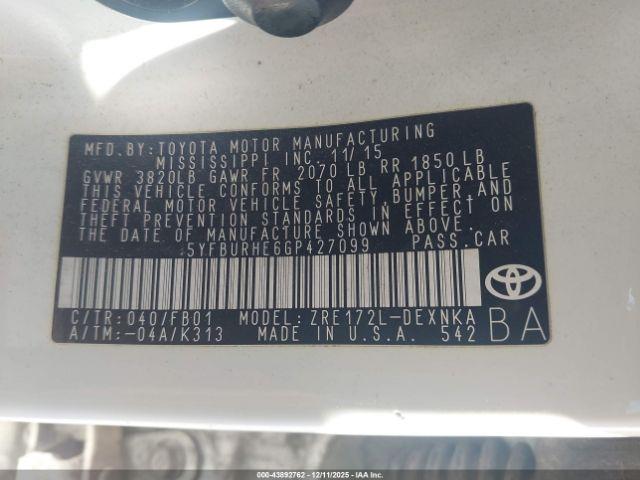 MFD.BY: TOYOTA MOTOR MANUFACTURING
MISSISSIPPI INC. 11/15
GVWR 3820LB GAWR FR 2070 LB RR 1850 LB
THIS VEHICLE CONFORMS TO ALL APPLICABLE
FEDERAL MOTOR VEHICLE SAFETY,BUMPER,AND
THEFT PREVENTION STANDARDS IN EFFECT ON
THE DATE OF MANUFACTURE SHOWN ABOVE.
5YFBURHE6GP427099 PASS.CAR
C/TR:040/FB01 MODEL: ZRE172L-DEXNKA
A/TM:-04A/K313 MADE IN U.S.A. 542
BA
000-43892762 - 12/11/2025 - IAA Inc.